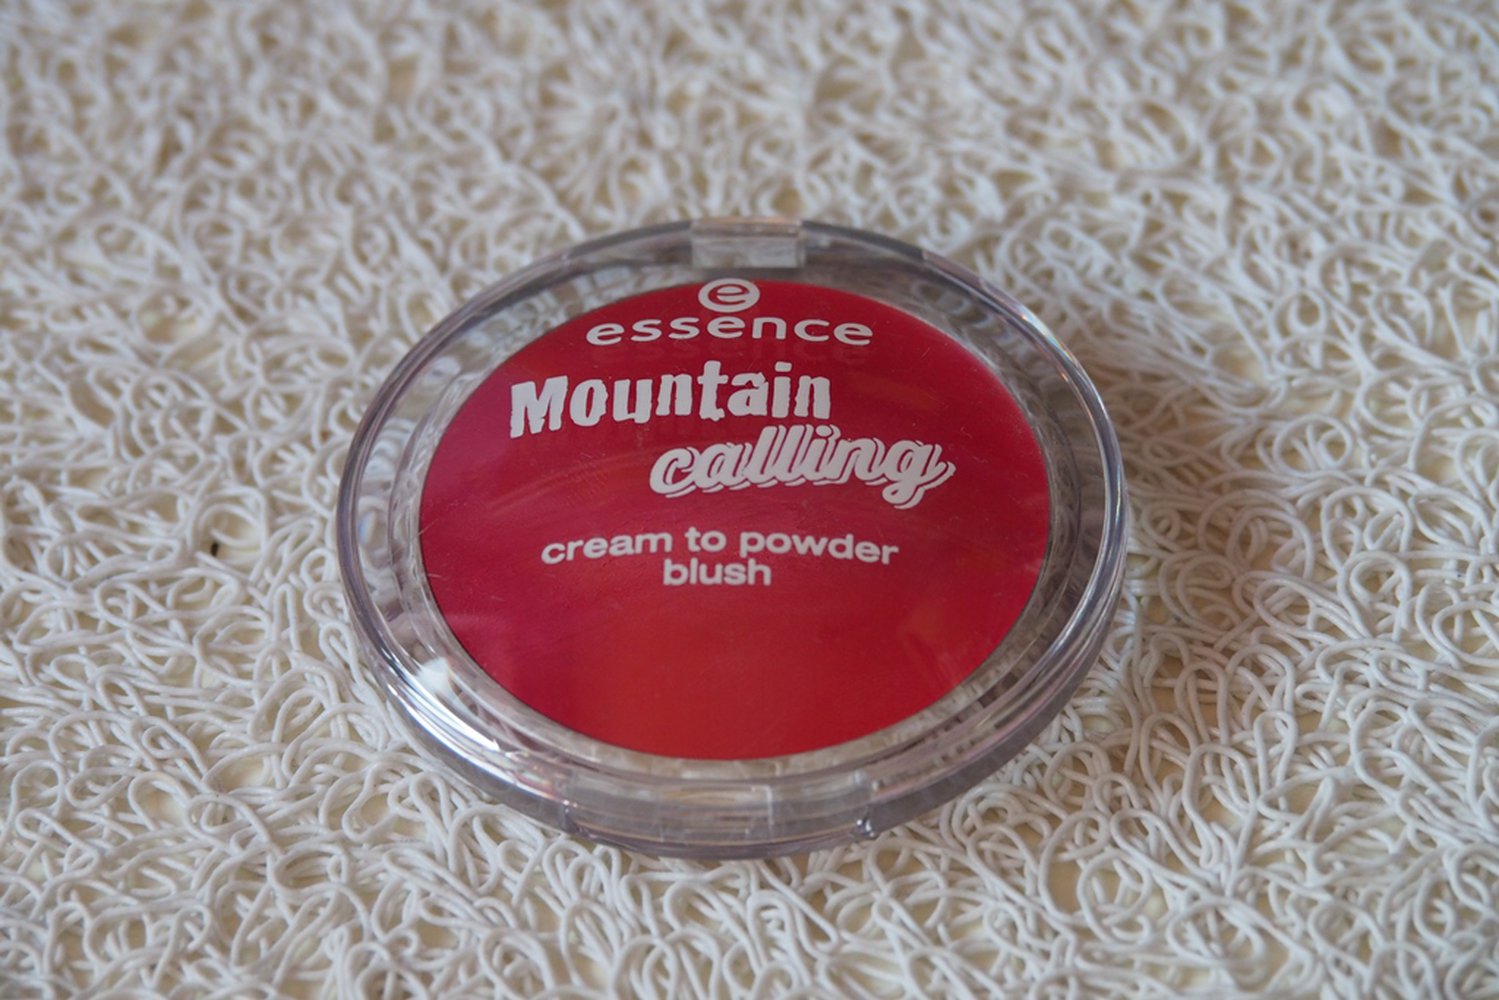 e
essence
Mountain
calling
cream to powder
blush